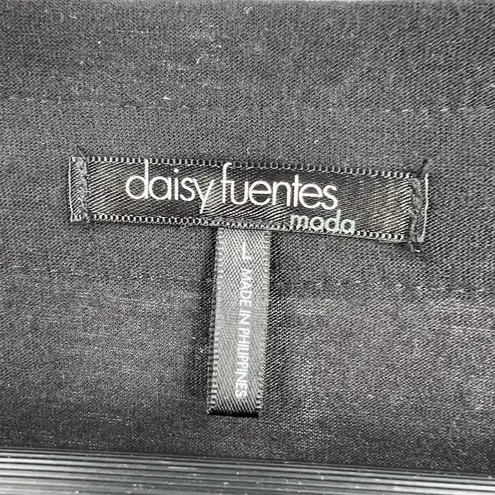 daisy fuentes
moda
L MADE IN PHILIPPINES